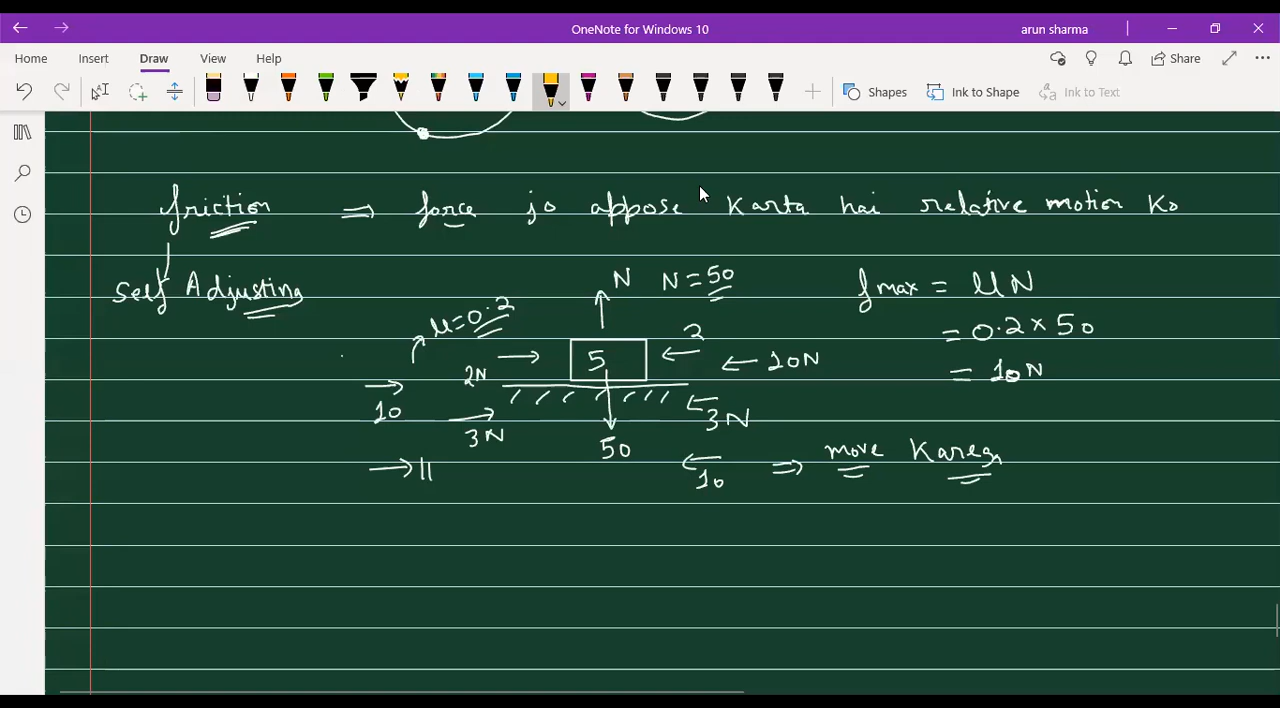 OneNote for Windows 10
arun sharma
Home Insert Draw View Help
Share
Shapes
Ink to Shape
Ink to Text
friction ⇒ force jo oppose karta hai relative motion ko
Self Adjusting
N N = 50
fmax = μN
μ=0.2
= 0.2 × 50
= 10N
2N → 5 ← 2
← 10N
→ 10
→ 3N
← 3N
50
→ 11
← 10 ⇒ move karega